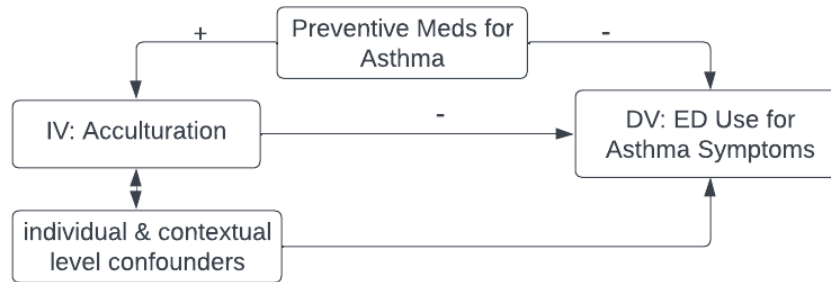 +
Preventive Meds for
Asthma
-
IV: Acculturation
-
DV: ED Use for
Asthma Symptoms
individual & contextual
level confounders